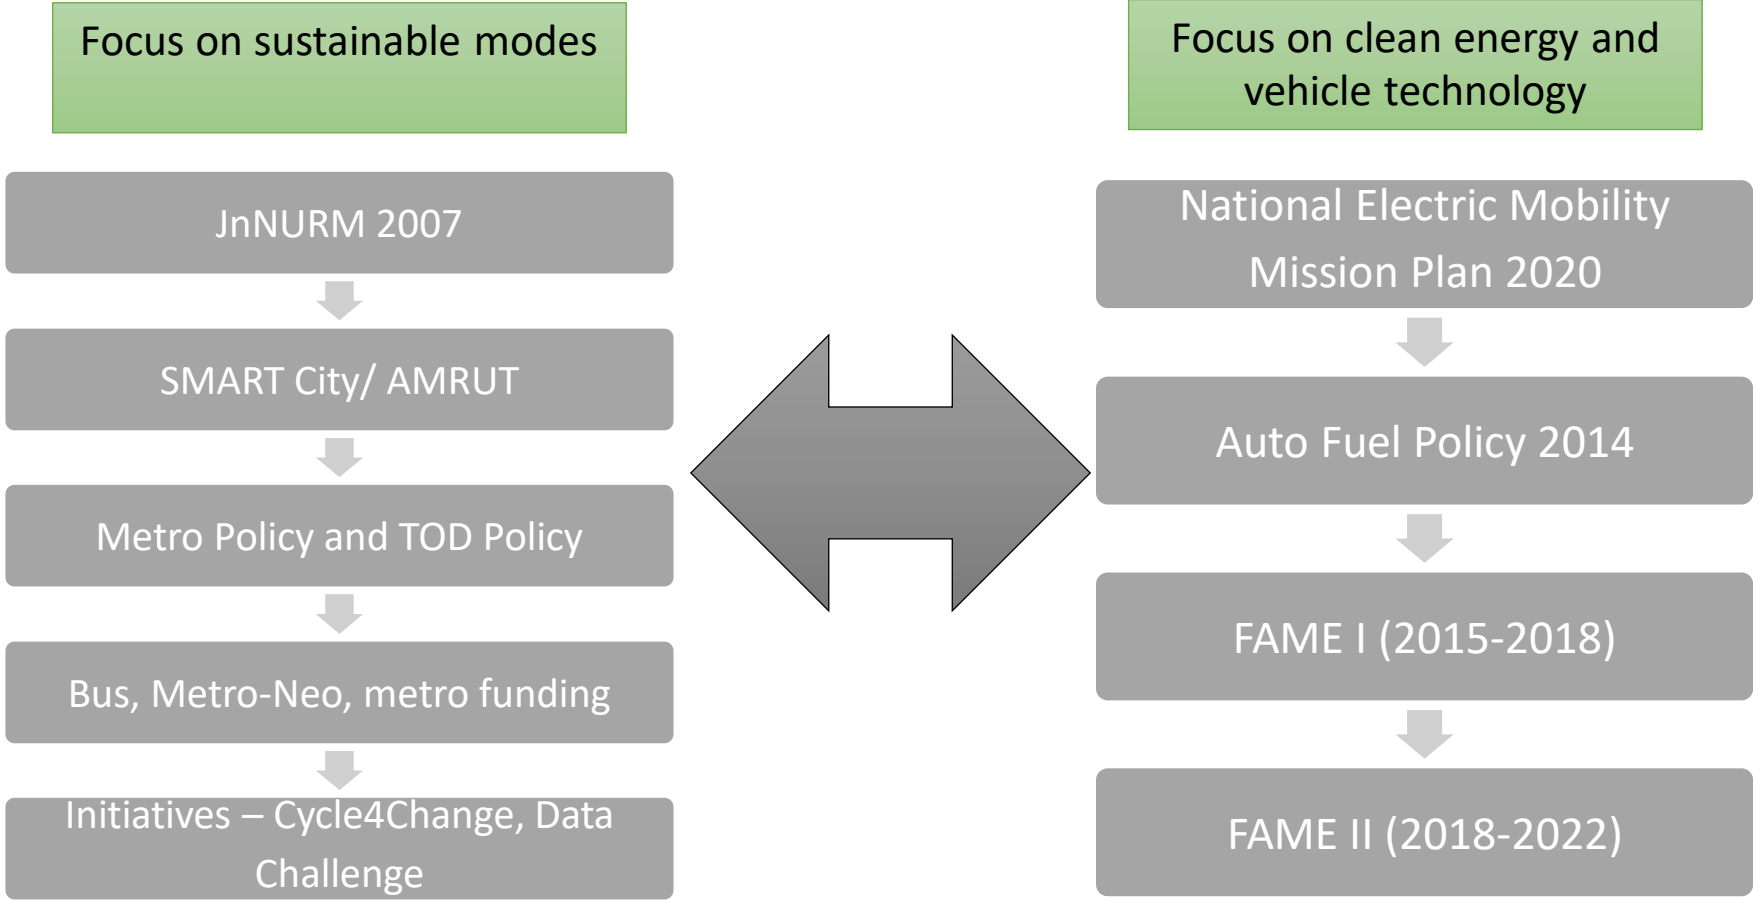 Focus on sustainable modes
JnNURM 2007
SMART City/ AMRUT
Metro Policy and TOD Policy
Bus, Metro-Neo, metro funding
Initiatives – Cycle4Change, Data
Challenge
Focus on clean energy and
vehicle technology
National Electric Mobility
Mission Plan 2020
Auto Fuel Policy 2014
FAME I (2015-2018)
FAME II (2018-2022)